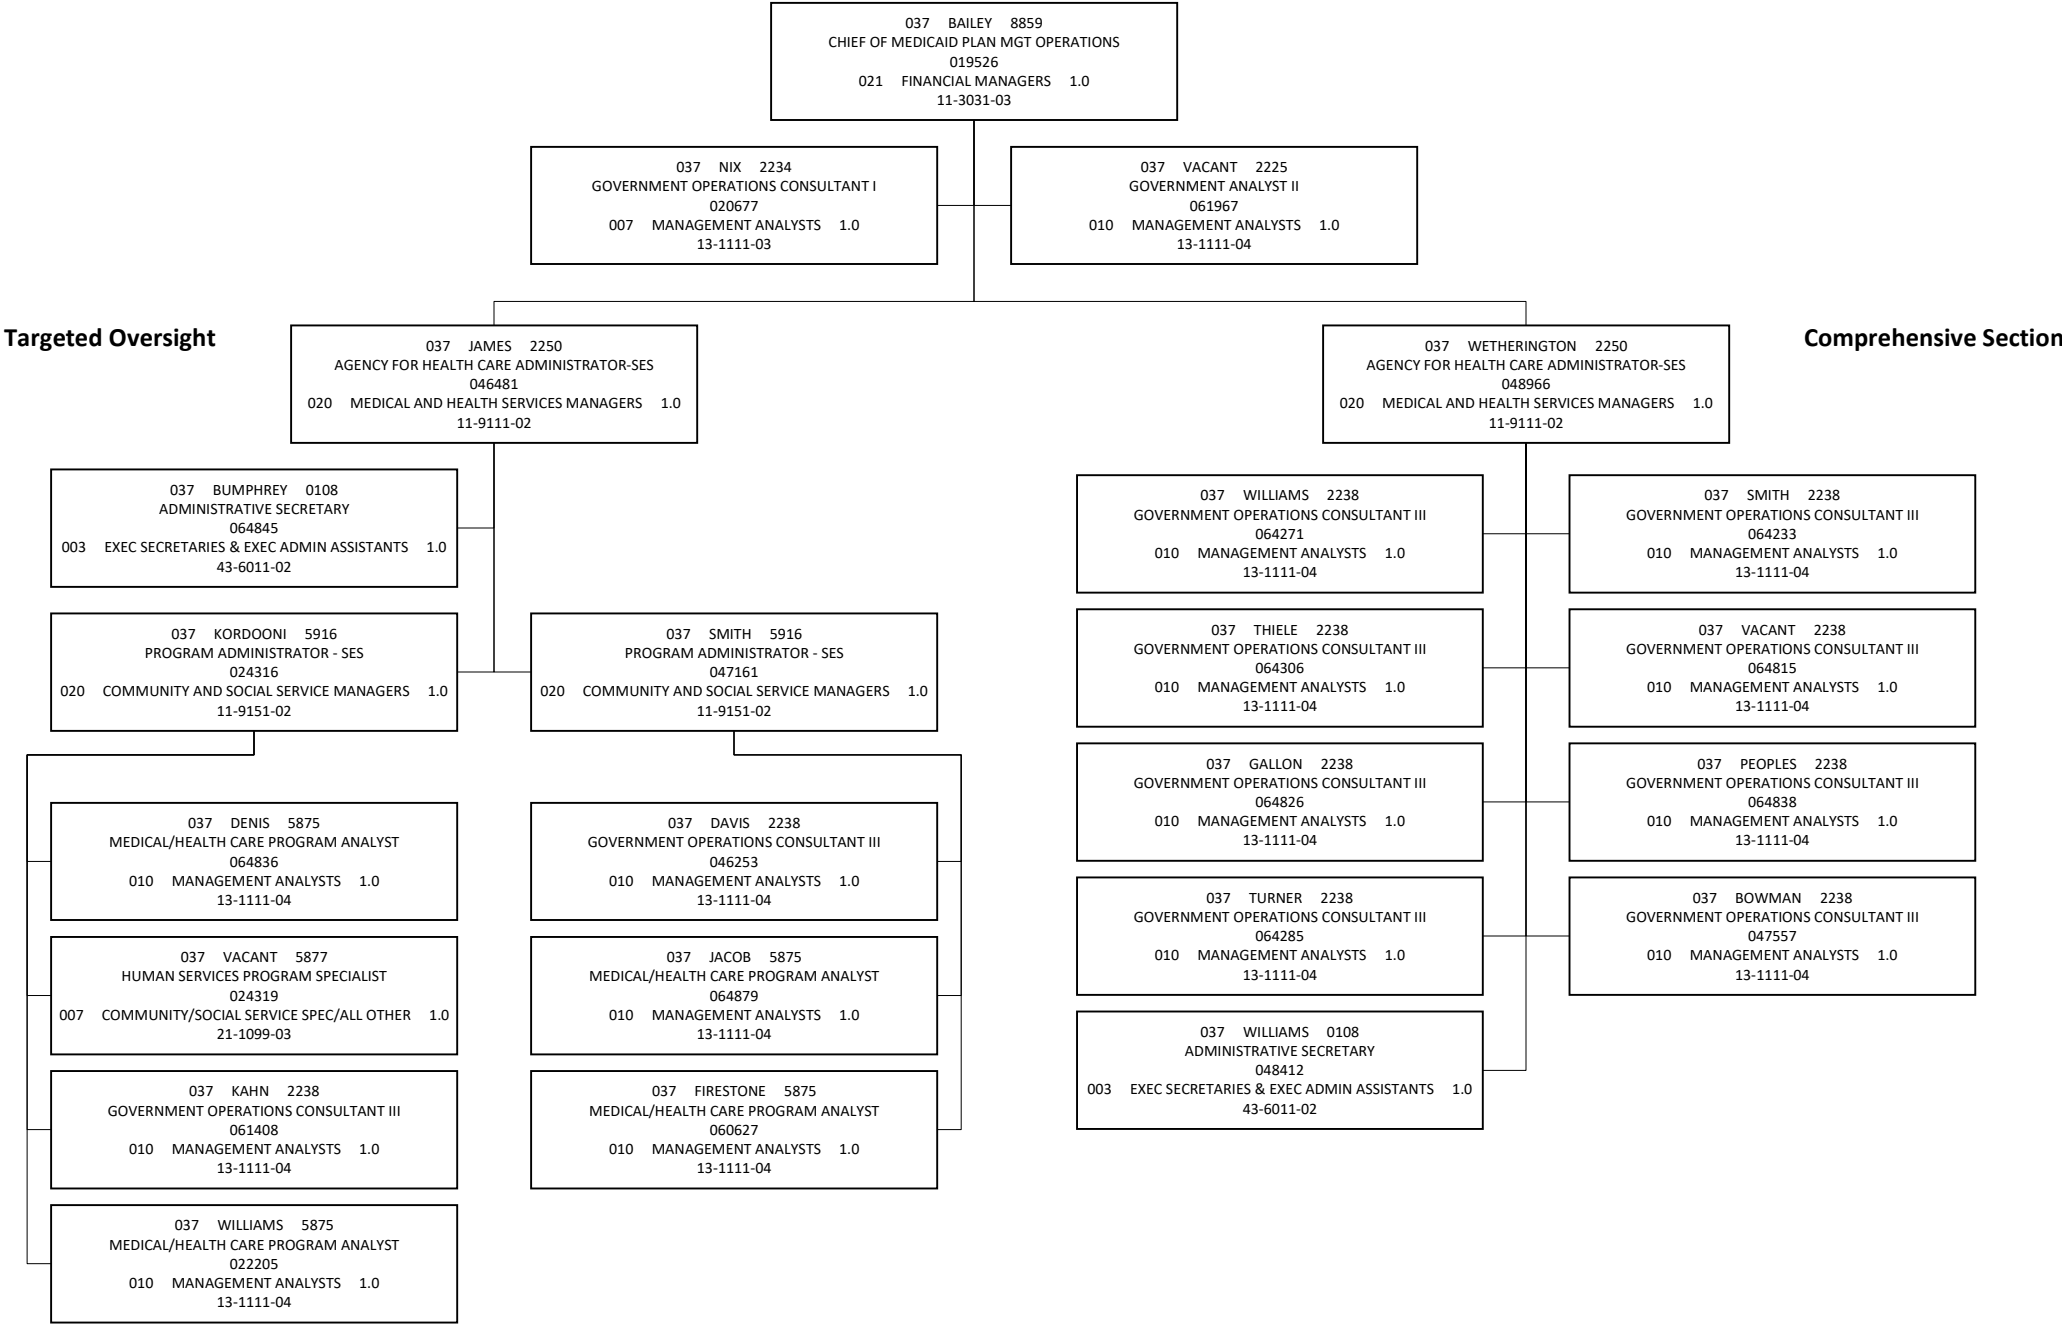 037 BAILEY 8859
CHIEF OF MEDICAID PLAN MGT OPERATIONS
019526
021 FINANCIAL MANAGERS 1.0
11-3031-03
037 NIX 2234
GOVERNMENT OPERATIONS CONSULTANT I
020677
007 MANAGEMENT ANALYSTS 1.0
13-1111-03
037 VACANT 2225
GOVERNMENT ANALYST II
061967
010 MANAGEMENT ANALYSTS 1.0
13-1111-04
Targeted Oversight
037 JAMES 2250
AGENCY FOR HEALTH CARE ADMINISTRATOR-SES
046481
020 MEDICAL AND HEALTH SERVICES MANAGERS 1.0
11-9111-02
037 BUMPHREY 0108
ADMINISTRATIVE SECRETARY
064845
003 EXEC SECRETARIES & EXEC ADMIN ASSISTANTS 1.0
43-6011-02
037 KORDOONI 5916
PROGRAM ADMINISTRATOR - SES
024316
020 COMMUNITY AND SOCIAL SERVICE MANAGERS 1.0
11-9151-02
037 SMITH 5916
PROGRAM ADMINISTRATOR - SES
047161
020 COMMUNITY AND SOCIAL SERVICE MANAGERS 1.0
11-9151-02
037 DENIS 5875
MEDICAL/HEALTH CARE PROGRAM ANALYST
064836
010 MANAGEMENT ANALYSTS 1.0
13-1111-04
037 VACANT 5877
HUMAN SERVICES PROGRAM SPECIALIST
024319
007 COMMUNITY/SOCIAL SERVICE SPEC/ALL OTHER 1.0
21-1099-03
037 KAHN 2238
GOVERNMENT OPERATIONS CONSULTANT III
061408
010 MANAGEMENT ANALYSTS 1.0
13-1111-04
037 WILLIAMS 5875
MEDICAL/HEALTH CARE PROGRAM ANALYST
022205
010 MANAGEMENT ANALYSTS 1.0
13-1111-04
037 DAVIS 2238
GOVERNMENT OPERATIONS CONSULTANT III
046253
010 MANAGEMENT ANALYSTS 1.0
13-1111-04
037 JACOB 5875
MEDICAL/HEALTH CARE PROGRAM ANALYST
064879
010 MANAGEMENT ANALYSTS 1.0
13-1111-04
037 FIRESTONE 5875
MEDICAL/HEALTH CARE PROGRAM ANALYST
060627
010 MANAGEMENT ANALYSTS 1.0
13-1111-04
Comprehensive Section
037 WETHERINGTON 2250
AGENCY FOR HEALTH CARE ADMINISTRATOR-SES
048966
020 MEDICAL AND HEALTH SERVICES MANAGERS 1.0
11-9111-02
037 WILLIAMS 2238
GOVERNMENT OPERATIONS CONSULTANT III
064271
010 MANAGEMENT ANALYSTS 1.0
13-1111-04
037 SMITH 2238
GOVERNMENT OPERATIONS CONSULTANT III
064233
010 MANAGEMENT ANALYSTS 1.0
13-1111-04
037 THIELE 2238
GOVERNMENT OPERATIONS CONSULTANT III
064306
010 MANAGEMENT ANALYSTS 1.0
13-1111-04
037 VACANT 2238
GOVERNMENT OPERATIONS CONSULTANT III
064815
010 MANAGEMENT ANALYSTS 1.0
13-1111-04
037 GALLON 2238
GOVERNMENT OPERATIONS CONSULTANT III
064826
010 MANAGEMENT ANALYSTS 1.0
13-1111-04
037 PEOPLES 2238
GOVERNMENT OPERATIONS CONSULTANT III
064838
010 MANAGEMENT ANALYSTS 1.0
13-1111-04
037 TURNER 2238
GOVERNMENT OPERATIONS CONSULTANT III
064285
010 MANAGEMENT ANALYSTS 1.0
13-1111-04
037 BOWMAN 2238
GOVERNMENT OPERATIONS CONSULTANT III
047557
010 MANAGEMENT ANALYSTS 1.0
13-1111-04
037 WILLIAMS 0108
ADMINISTRATIVE SECRETARY
048412
003 EXEC SECRETARIES & EXEC ADMIN ASSISTANTS 1.0
43-6011-02